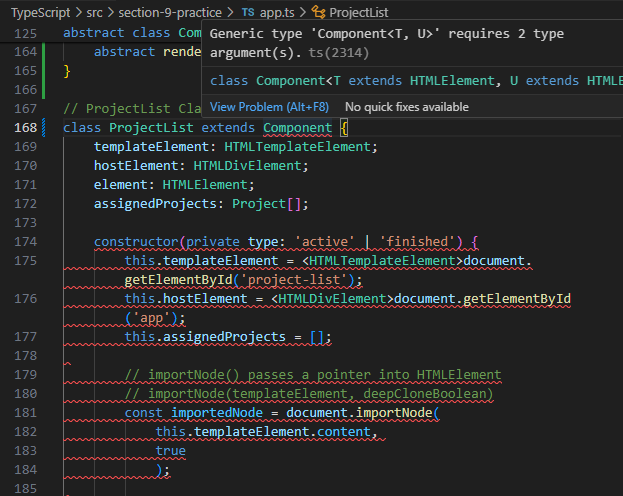 TypeScript > src > section-9-practice > TS app.ts > ProjectList
125 abstract class Com
164 abstract rende
165 }
166
167 // ProjectList Cla
168 class ProjectList extends Component {
Generic type 'Component<T, U>' requires 2 type
argument(s). ts(2314)
class Component<T extends HTMLElement, U extends HTML
View Problem (Alt+F8) No quick fixes available
169 templateElement: HTMLTemplateElement;
170 hostElement: HTMLDivElement;
171 element: HTMLElement;
172 assignedProjects: Project[];
173
174 constructor(private type: 'active' | 'finished') {
175 this.templateElement = <HTMLTemplateElement>document.
getElementById('project-list');
176 this.hostElement = <HTMLDivElement>document.getElementById
('app');
177 this.assignedProjects = [];
178
179 // importNode() passes a pointer into HTMLElement
180 // importNode(templateElement, deepCloneBoolean)
181 const importedNode = document.importNode(
182 this.templateElement.content,
183 true
184 );
185